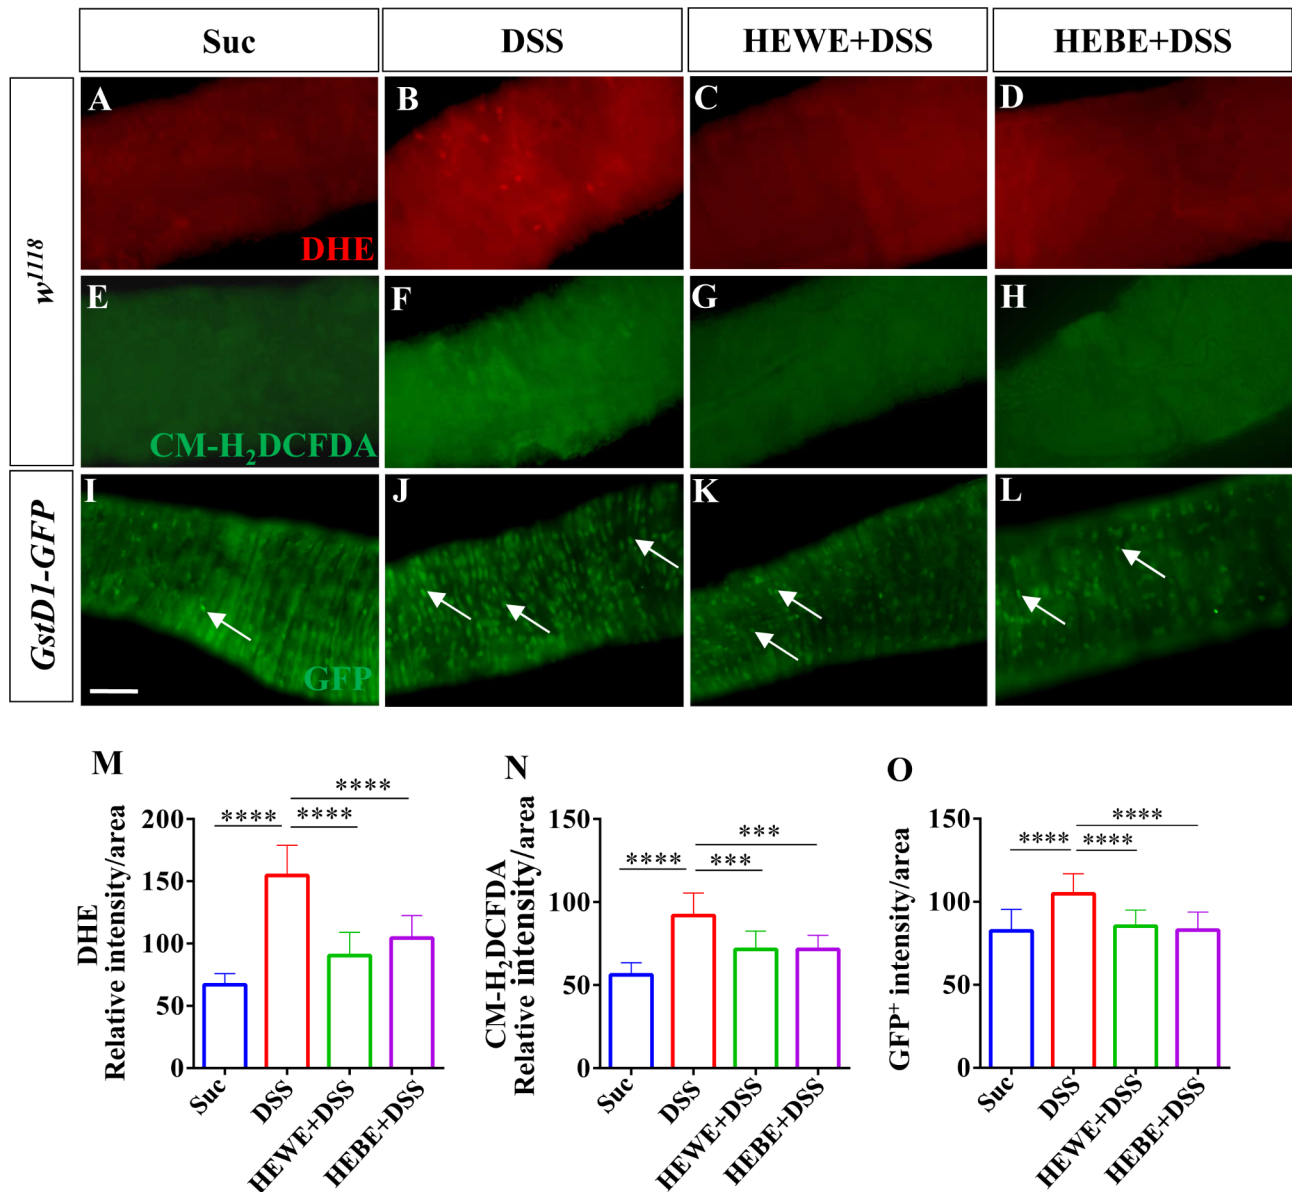 Suc
DSS
HEWE+DSS
HEBE+DSS
w¹¹¹⁸
A
B
C
D
DHE
E
F
G
H
CM-H₂DCFDA
GstD1-GFP
I
J
K
L
GFP
M
DHE
Relative intensity/area
200
150
100
50
0
****
****
****
Suc
DSS
HEWE+DSS
HEBE+DSS
N
CM-H₂DCFDA
Relative intensity/area
150
100
50
0
****
***
***
Suc
DSS
HEWE+DSS
HEBE+DSS
O
GFP⁺ intensity/area
150
100
50
0
****
****
****
Suc
DSS
HEWE+DSS
HEBE+DSS